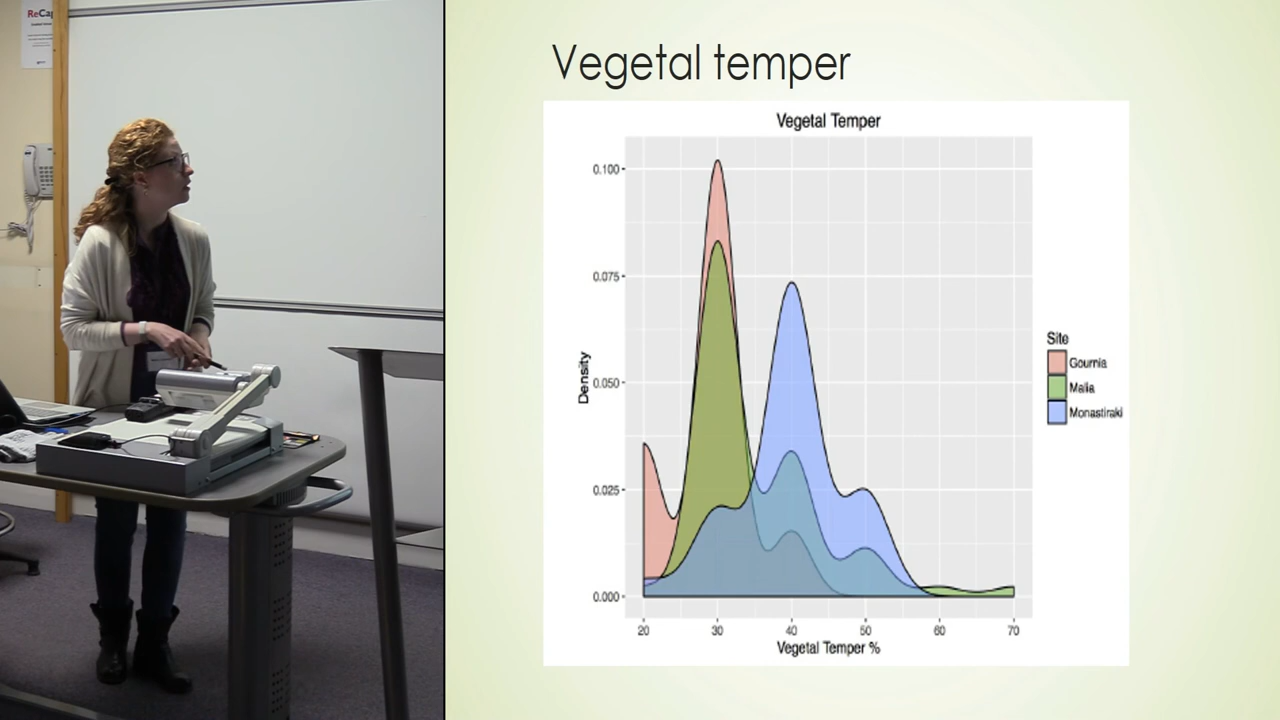 ReCap
Vegetal temper
Vegetal Temper
0.100
0.075
0.050
0.025
0.000
Density
20 30 40 50 60 70
Vegetal Temper %
Site
Gournia
Malia
Monastiraki